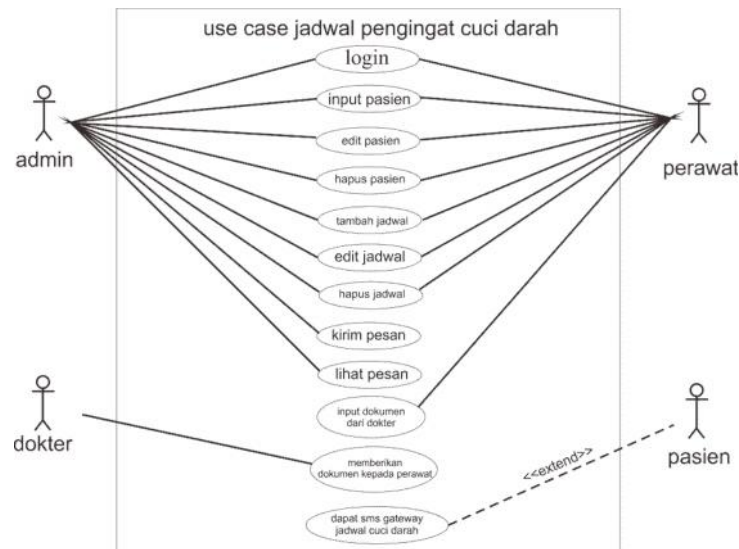 use case jadwal pengingat cuci darah
login
input pasien
edit pasien
hapus pasien
tambah jadwal
edit jadwal
hapus jadwal
kirim pesan
lihat pesan
input dokumen
dari dokter
memberikan
dokumen kepada perawat
dapat sms gateway
jadwal cuci darah
admin
perawat
dokter
pasien
<<extend>>